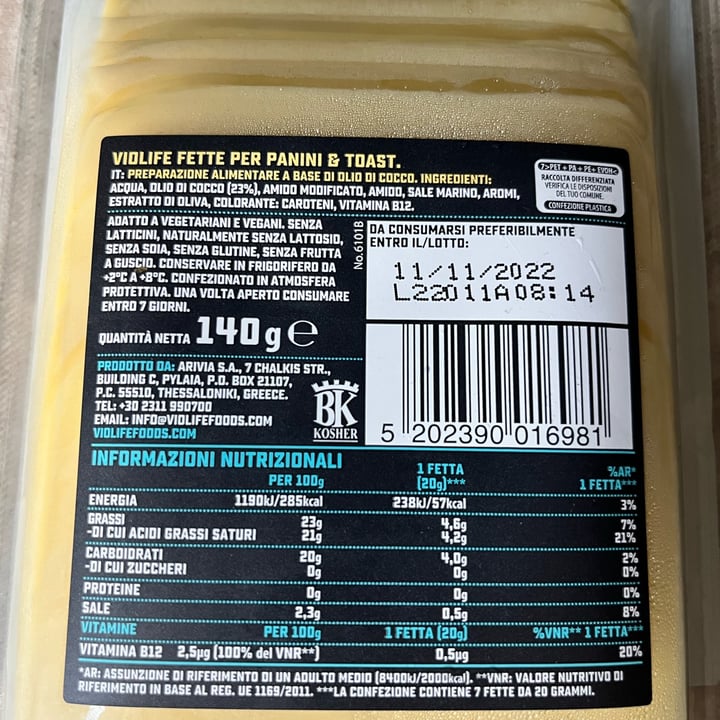 VIOLIFE FETTE PER PANINI & TOAST.
IT: PREPARAZIONE ALIMENTARE A BASE DI OLIO DI COCCO. INGREDIENTI:
ACQUA, OLIO DI COCCO (23%), AMIDO MODIFICATO, AMIDO, SALE MARINO, AROMI,
ESTRATTO DI OLIVA, COLORANTE: CAROTENI, VITAMINA B12.
7>PET + PA + PE+ EVOH<
RACCOLTA DIFFERENZIATA
VERIFICA LE DISPOSIZIONI
DEL TUO COMUNE.
CONFEZIONE PLASTICA
ADATTO A VEGETARIANI E VEGANI. SENZA
LATTICINI, NATURALMENTE SENZA LATTOSIO,
SENZA SOIA, SENZA GLUTINE, SENZA FRUTTA
A GUSCIO. CONSERVARE IN FRIGORIFERO DA
+2°C A +8°C. CONFEZIONATO IN ATMOSFERA
PROTETTIVA. UNA VOLTA APERTO CONSUMARE
ENTRO 7 GIORNI.
No.6101B
DA CONSUMARSI PREFERIBILMENTE
ENTRO IL/LOTTO:
11/11/2022
L22011A08:14
QUANTITÀ NETTA 140g e
PRODOTTO DA: ARIVIA S.A., 7 CHALKIS STR.,
BUILDING C, PYLAIA, P.O. BOX 21107,
P.C. 55510, THESSALONIKI, GREECE.
TEL: +30 2311 990700
EMAIL: INFO@VIOLIFEFOODS.COM
VIOLIFEFOODS.COM
BK
KOSHER
5 202390 016981
INFORMAZIONI NUTRIZIONALI
PER 100g 1 FETTA (20g)*** %AR* 1 FETTA***
ENERGIA 1190kJ/285kcal 238kJ/57kcal 3%
GRASSI 23g 4,6g 7%
-DI CUI ACIDI GRASSI SATURI 21g 4,2g 21%
CARBOIDRATI 20g 4,0g 2%
-DI CUI ZUCCHERI 0g 0g 0%
PROTEINE 0g 0g 0%
SALE 2,3g 0,5g 8%
VITAMINE PER 100g 1 FETTA (20g) %VNR** 1 FETTA***
VITAMINA B12 2,5µg (100% del VNR**) 0,5µg 20%
*AR: ASSUNZIONE DI RIFERIMENTO DI UN ADULTO MEDIO (8400kJ/2000kcal). **VNR: VALORE NUTRITIVO DI
RIFERIMENTO IN BASE AL REG. UE 1169/2011. ***LA CONFEZIONE CONTIENE 7 FETTE DA 20 GRAMMI.